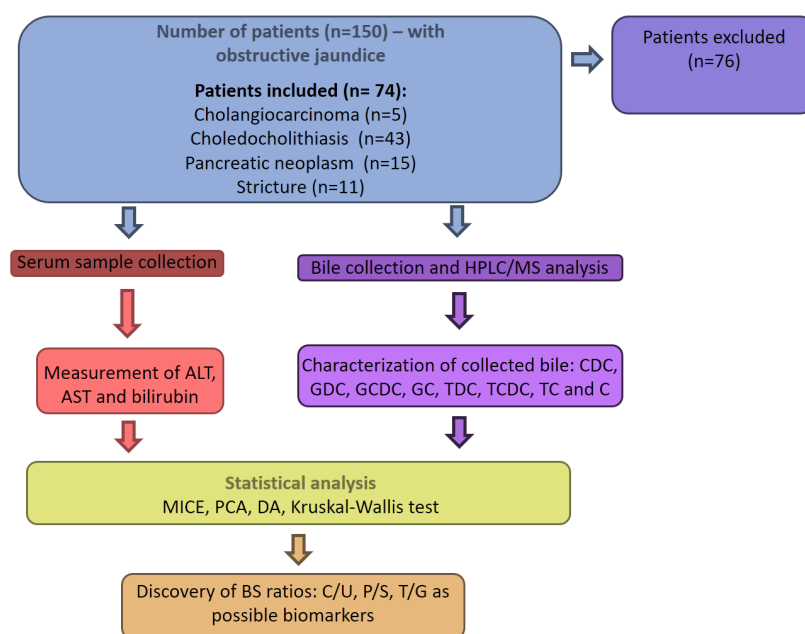 Number of patients (n=150) – with
obstructive jaundice
Patients included (n= 74):
Cholangiocarcinoma (n=5)
Choledocholithiasis (n=43)
Pancreatic neoplasm (n=15)
Stricture (n=11)
Patients excluded
(n=76)
Serum sample collection
Bile collection and HPLC/MS analysis
Measurement of ALT,
AST and bilirubin
Characterization of collected bile: CDC,
GDC, GCDC, GC, TDC, TCDC, TC and C
Statistical analysis
MICE, PCA, DA, Kruskal-Wallis test
Discovery of BS ratios: C/U, P/S, T/G as
possible biomarkers